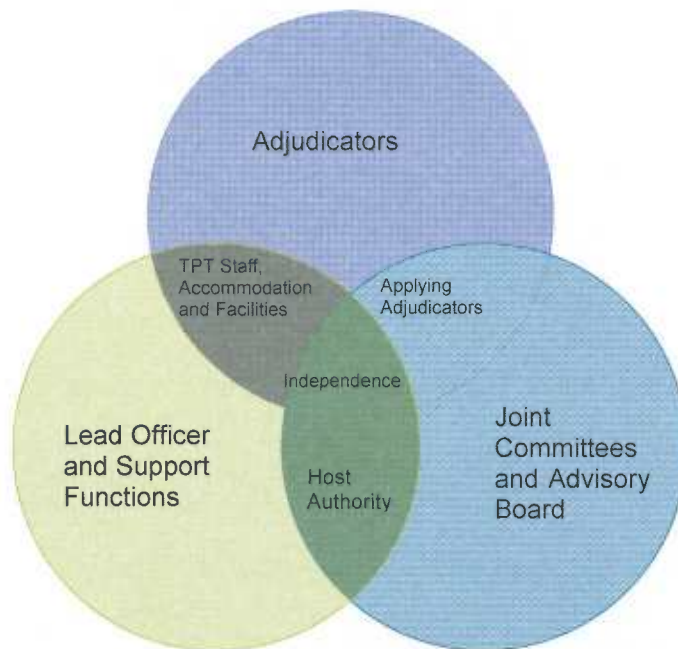 Adjudicators
TPT Staff,
Accommodation
and Facilities
Applying
Adjudicators
Independence
Lead Officer
and Support
Functions
Host
Authority
Joint
Committees
and Advisory
Board